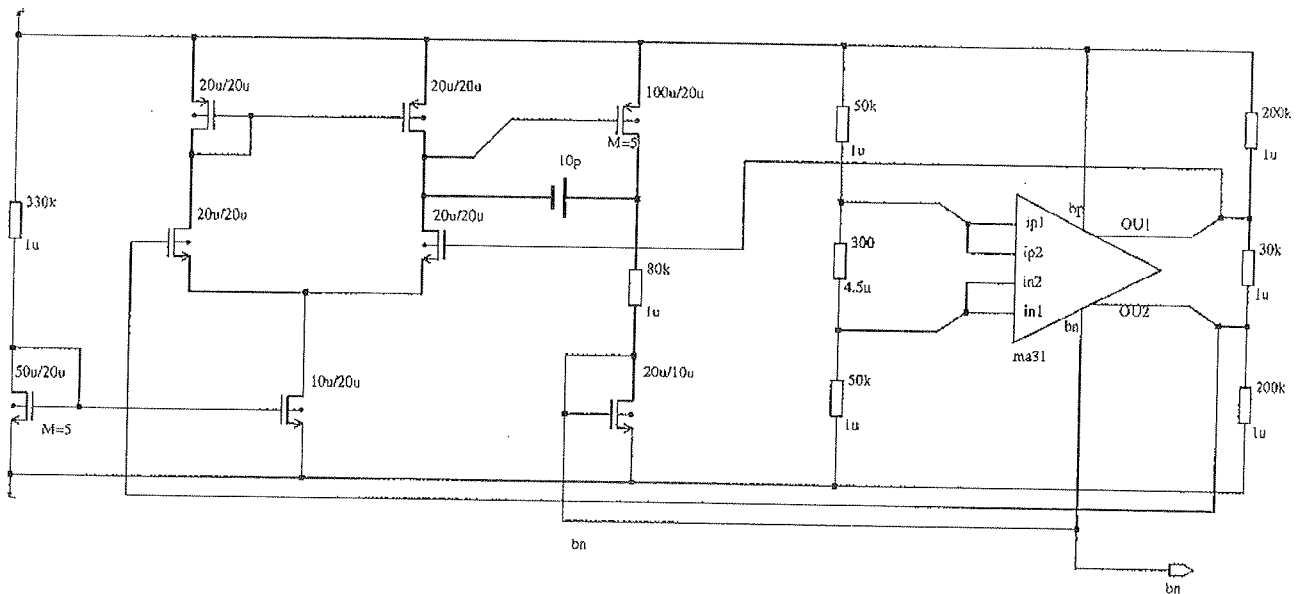 20u/20u
20u/20u
100u/20u
M=5
50k
1u
200k
1u
10p
330k
1u
20u/20u
20u/20u
300
4.5u
80k
1u
bp
ip1
ip2
in2
in1
bn
OU1
OU2
ma31
30k
1u
50u/20u
M=5
10u/20u
20u/10u
50k
1u
200k
1u
bn
bn